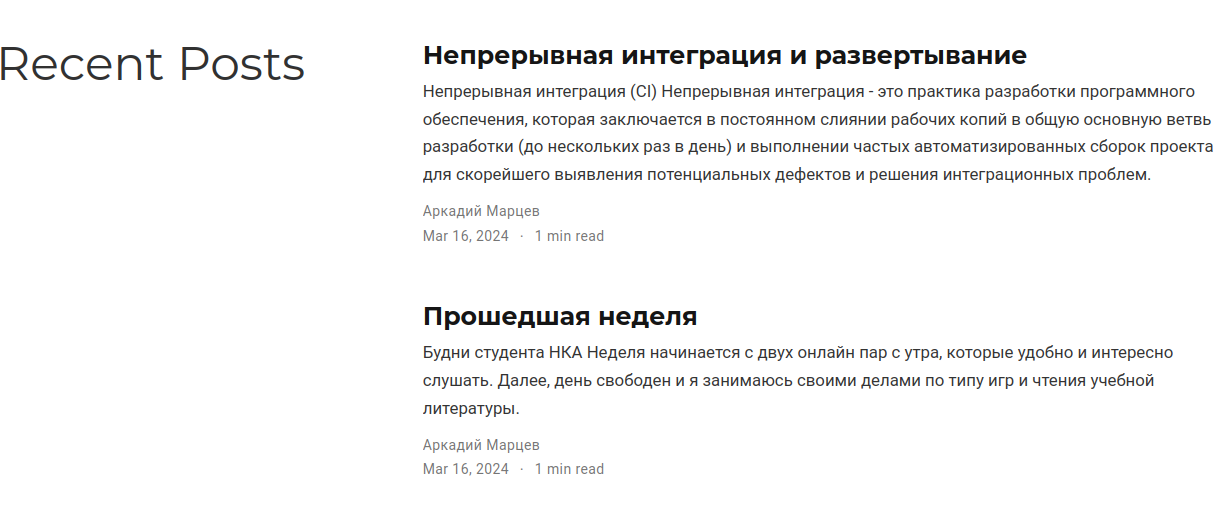 Recent Posts
Непрерывная интеграция и развертывание
Непрерывная интеграция (CI) Непрерывная интеграция - это практика разработки программного
обеспечения, которая заключается в постоянном слиянии рабочих копий в общую основную ветвь
разработки (до нескольких раз в день) и выполнении частых автоматизированных сборок проекта
для скорейшего выявления потенциальных дефектов и решения интеграционных проблем.
Аркадий Марцев
Mar 16, 2024 · 1 min read
Прошедшая неделя
Будни студента НКА Неделя начинается с двух онлайн пар с утра, которые удобно и интересно
слушать. Далее, день свободен и я занимаюсь своими делами по типу игр и чтения учебной
литературы.
Аркадий Марцев
Mar 16, 2024 · 1 min read